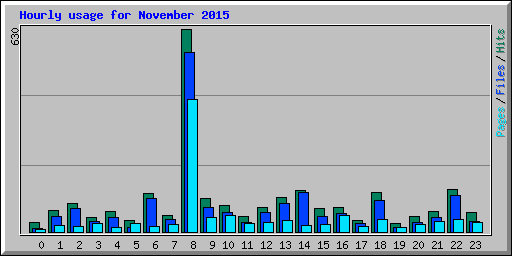 Hourly usage for November 2015
630
Pages/Files/Hits
0 1 2 3 4 5 6 7 8 9 10 11 12 13 14 15 16 17 18 19 20 21 22 23